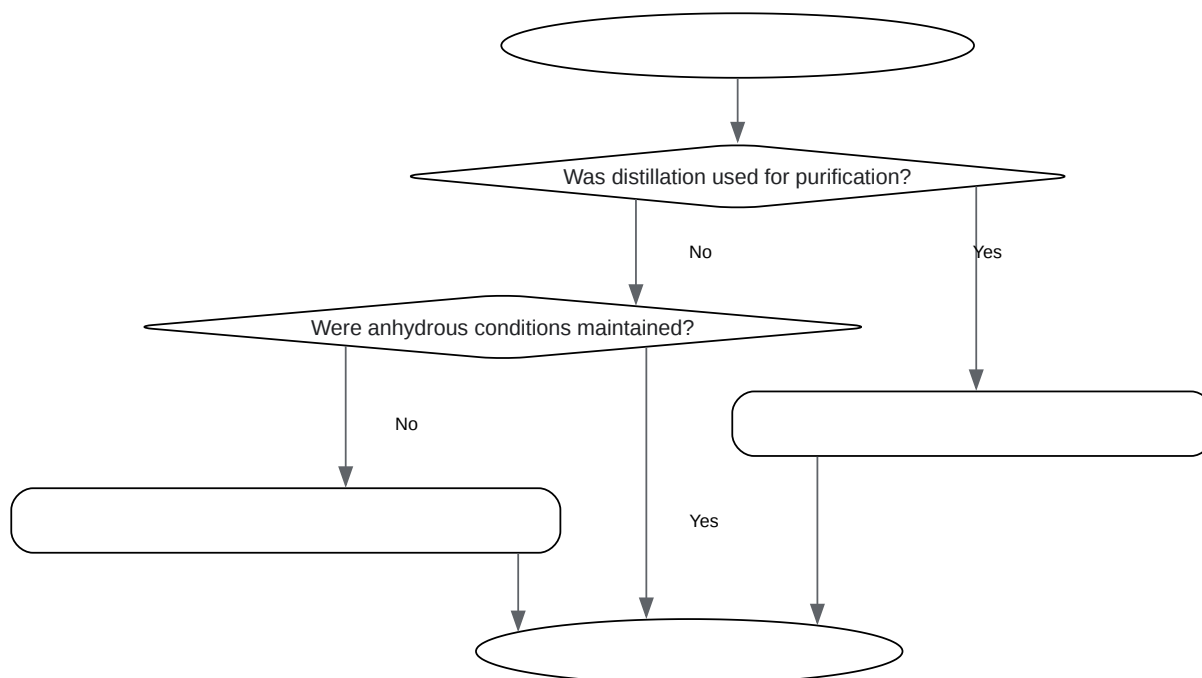 Was distillation used for purification?
No
Yes
Were anhydrous conditions maintained?
No
Yes